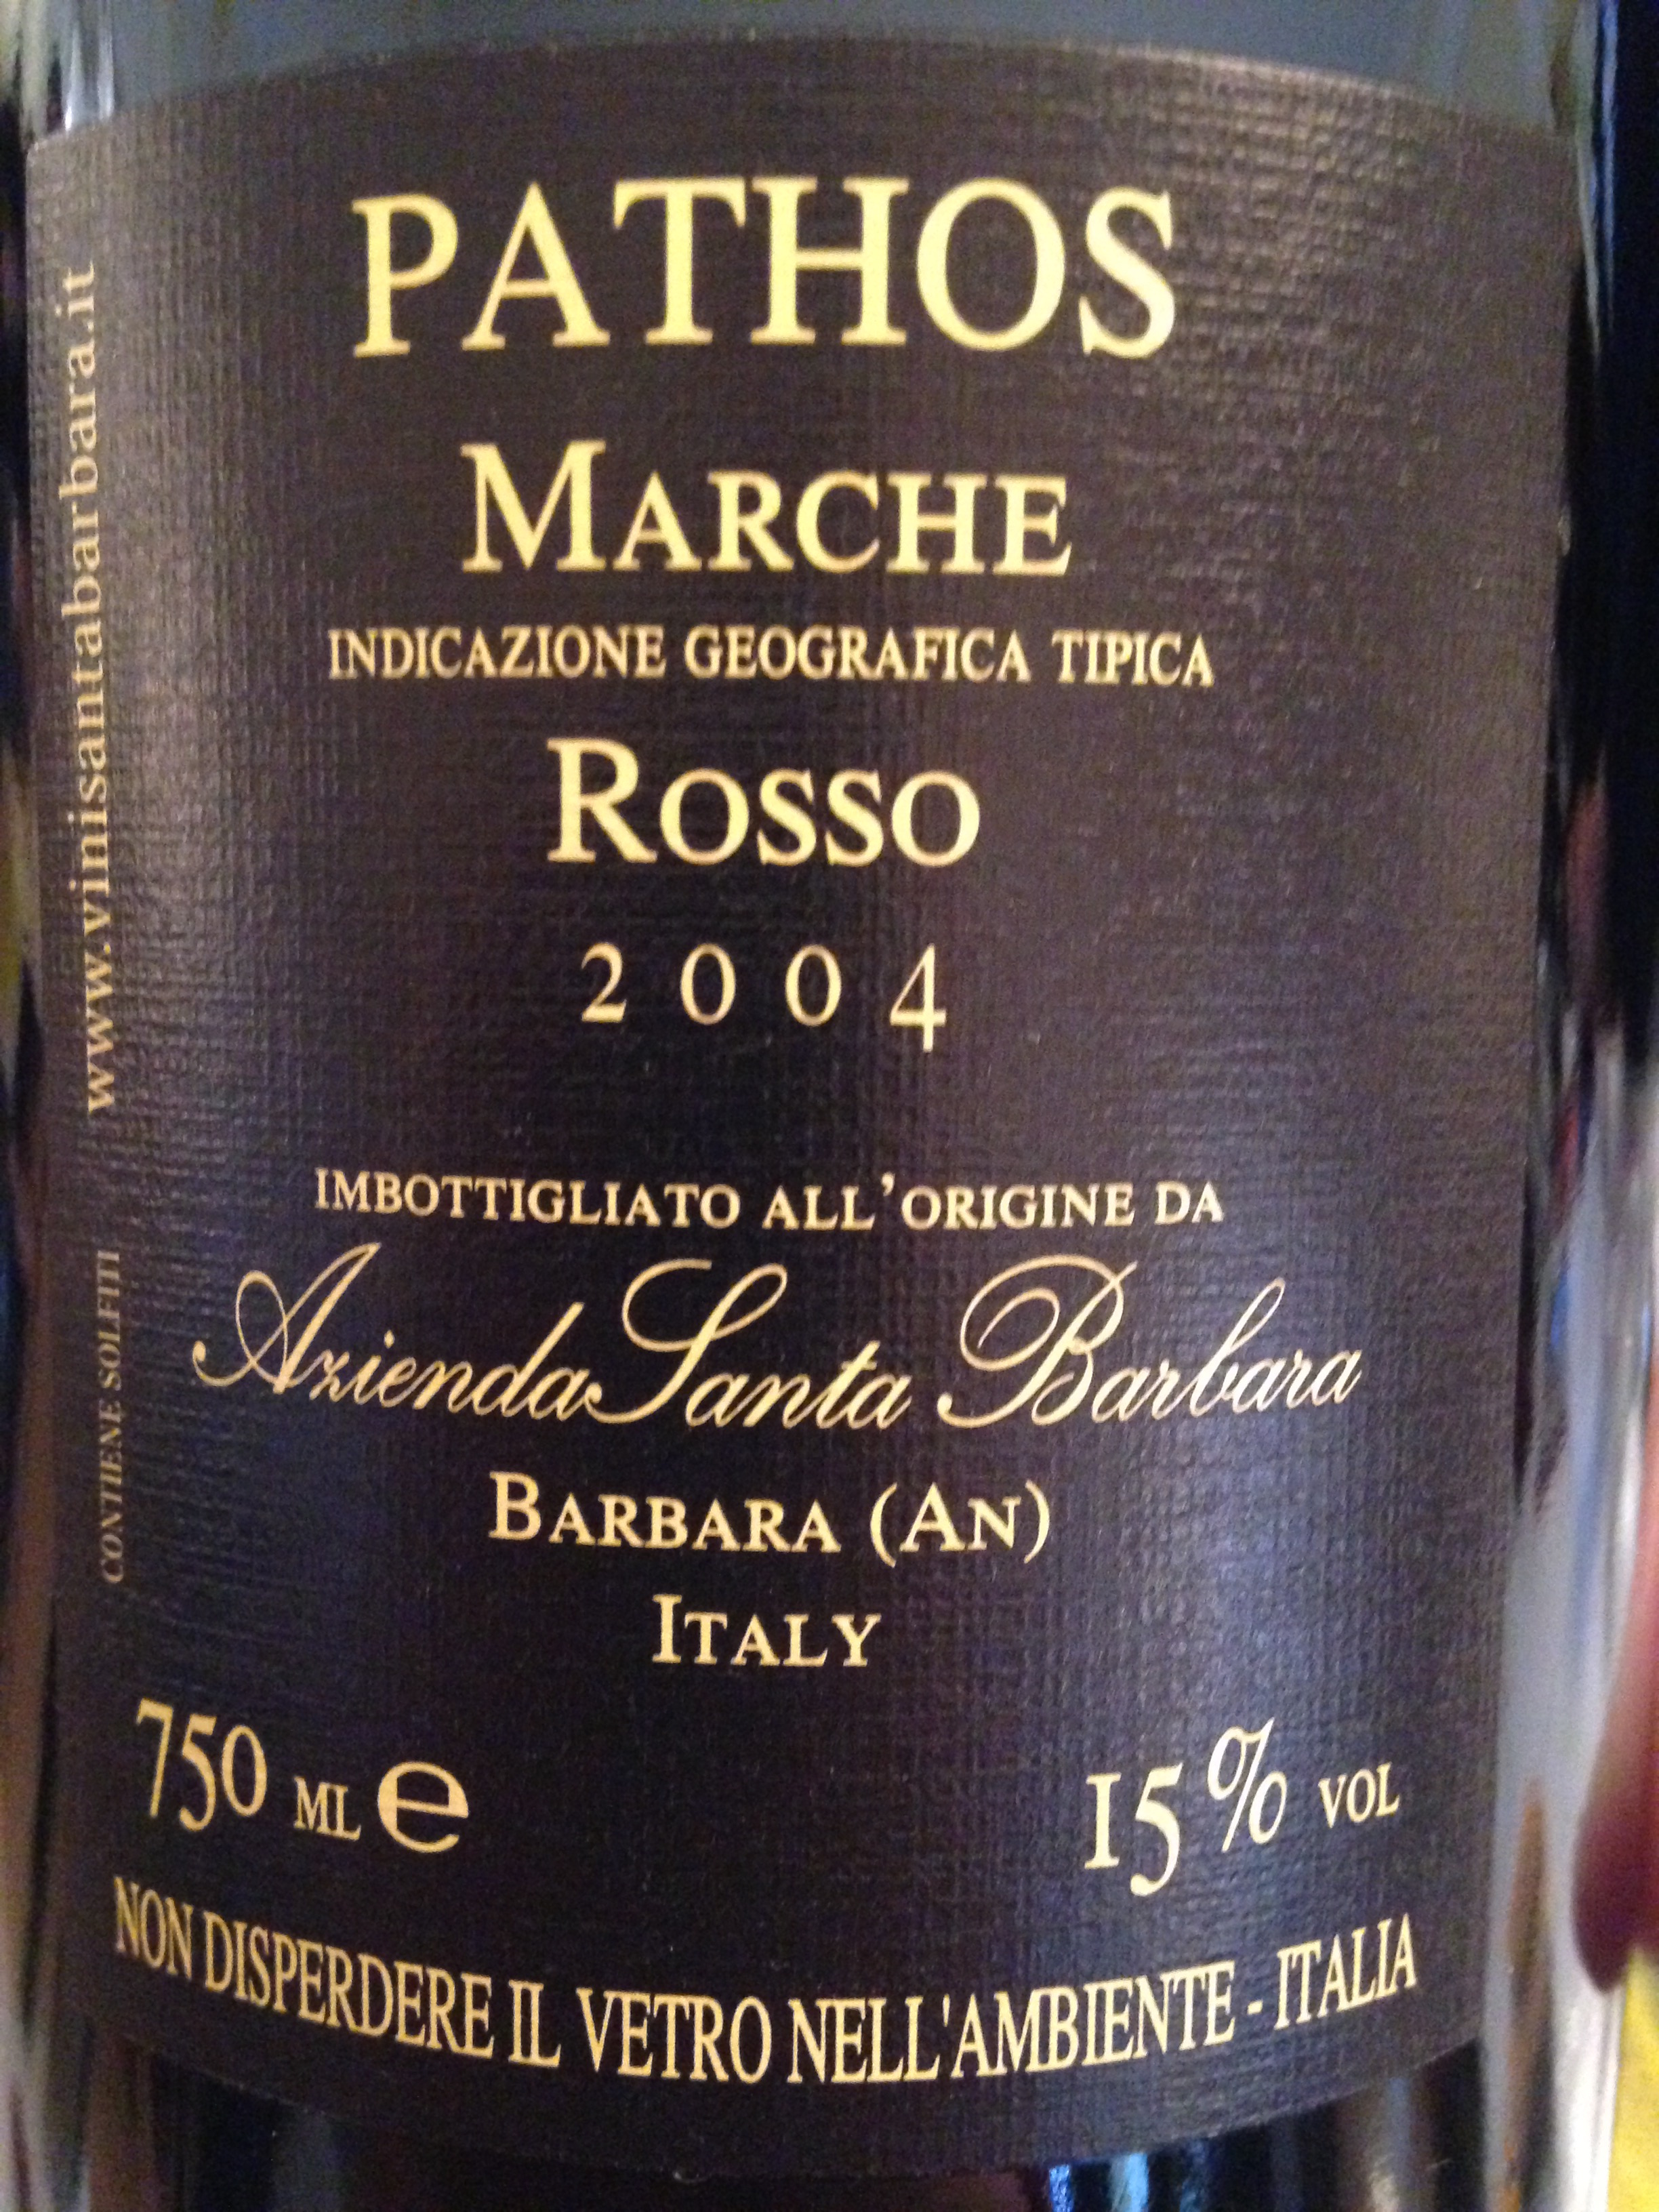 PATHOS
MARCHE
INDICAZIONE GEOGRAFICA TIPICA
ROSSO
2004
IMBOTTIGLIATO ALL'ORIGINE DA
Azienda Santa Barbara
BARBARA (AN)
ITALY
750 ML e
15% VOL
NON DISPERDERE IL VETRO NELL'AMBIENTE - ITALIA
www.vinisantabarbara.it
CONTIENE SOLFITI